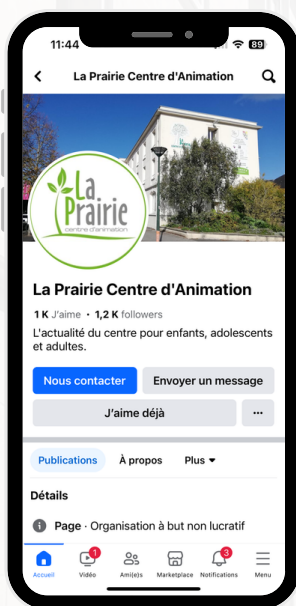 11:44
89
La Prairie Centre d'Animation
La
Prairie
centre d'animation
La Prairie Centre d'Animation
1 K J'aime • 1,2 K followers
L'actualité du centre pour enfants, adolescents
et adultes.
Nous contacter
Envoyer un message
J'aime déjà
...
Publications
À propos
Plus
Détails
Page · Organisation à but non lucratif
1
3
Accueil
Vidéo
Ami(e)s
Marketplace
Notifications
Menu